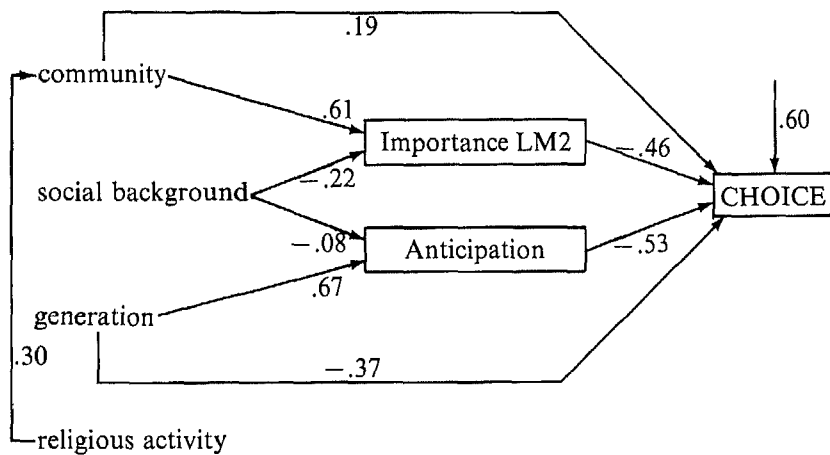 .19
community
.61
Importance LM2
—.46
.60
social background
—.22
CHOICE
—.08
Anticipation
—.53
.67
generation
.30
—.37
religious activity